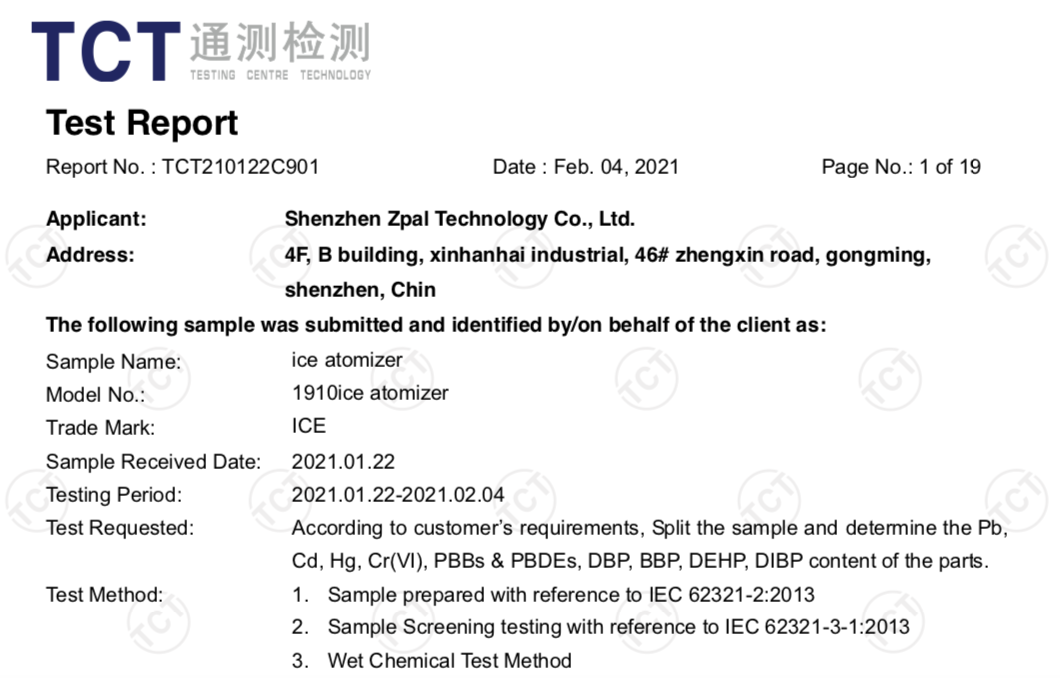 TCT 通测检测
TESTING CENTRE TECHNOLOGY
Test Report
Report No. : TCT210122C901 Date : Feb. 04, 2021 Page No.: 1 of 19
Applicant: Shenzhen Zpal Technology Co., Ltd.
Address: 4F, B building, xinhanhai industrial, 46# zhengxin road, gongming,
shenzhen, Chin
The following sample was submitted and identified by/on behalf of the client as:
Sample Name: ice atomizer
Model No.: 1910ice atomizer
Trade Mark: ICE
Sample Received Date: 2021.01.22
Testing Period: 2021.01.22-2021.02.04
Test Requested: According to customer's requirements, Split the sample and determine the Pb,
Cd, Hg, Cr(VI), PBBs & PBDEs, DBP, BBP, DEHP, DIBP content of the parts.
Test Method: 1. Sample prepared with reference to IEC 62321-2:2013
2. Sample Screening testing with reference to IEC 62321-3-1:2013
3. Wet Chemical Test Method